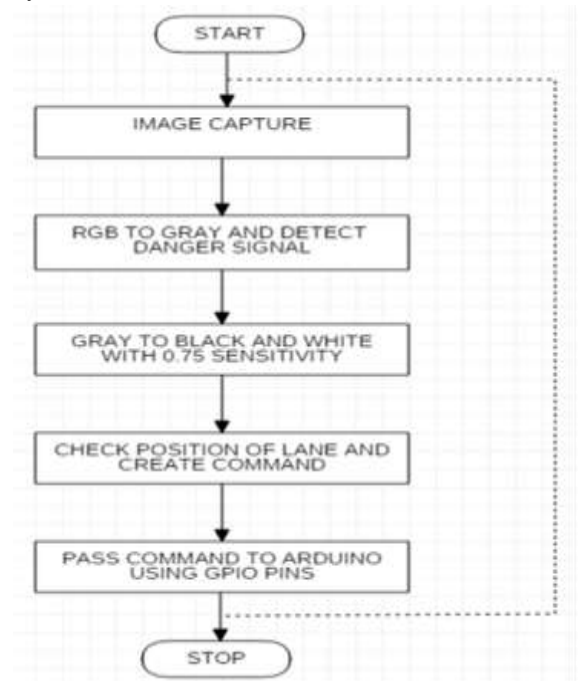 START
IMAGE CAPTURE
RGB TO GRAY AND DETECT
DANGER SIGNAL
GRAY TO BLACK AND WHITE
WITH 0.75 SENSITIVITY
CHECK POSITION OF LANE AND
CREATE COMMAND
PASS COMMAND TO ARDUINO
USING GPIO PINS
STOP